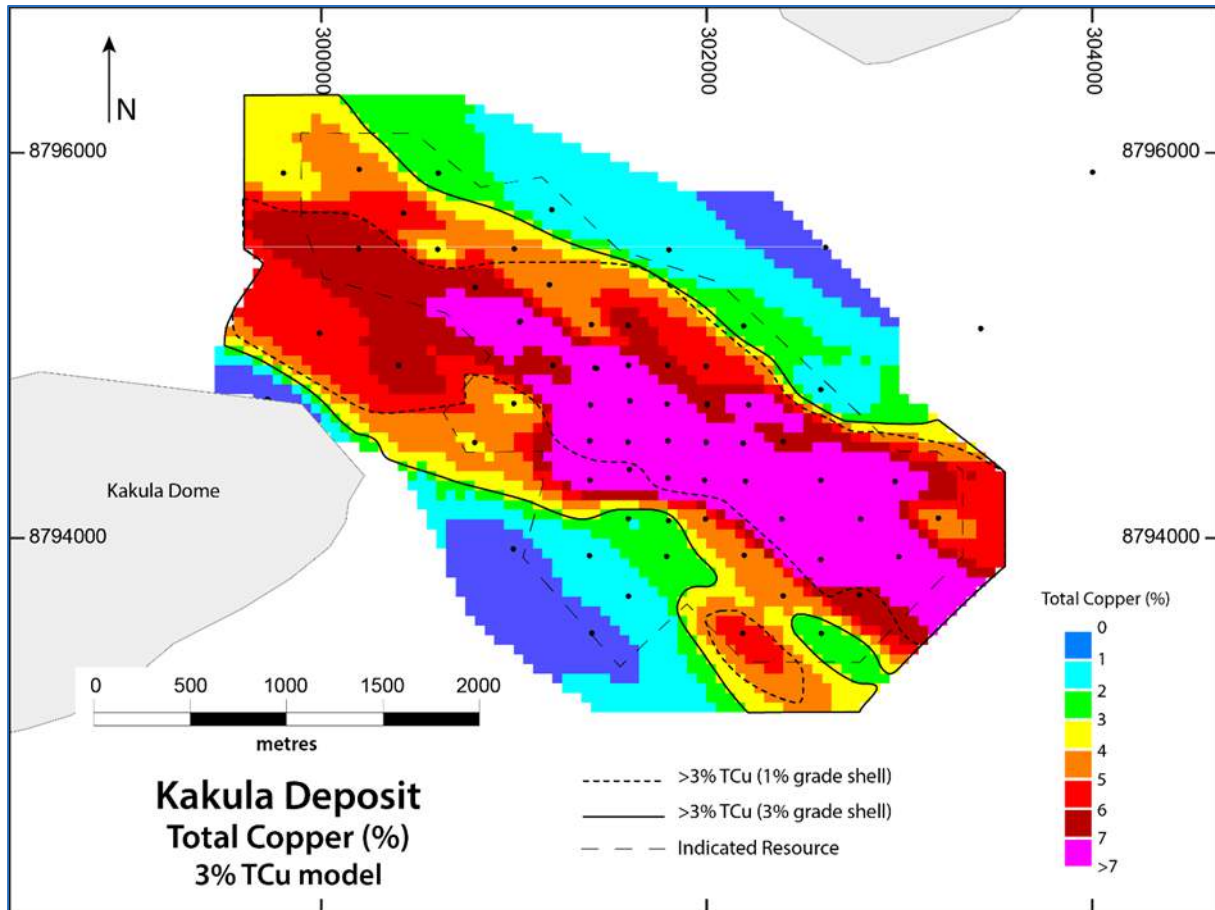 300000
302000
304000
N
8796000
8796000
Kakula Dome
8794000
8794000
Total Copper (%)
0
1
2
3
4
5
6
7
>7
0 500 1000 1500 2000
metres
Kakula Deposit
Total Copper (%)
3% TCu model
>3% TCu (1% grade shell)
>3% TCu (3% grade shell)
Indicated Resource